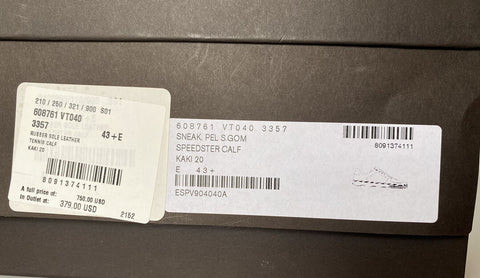 210 / 250 / 321 / 900 S01
608761 VT040
3357
43+E
RUBBER SOLE LEATHER
TENNIS CALF
KAKI 20
8091374111
A full price at: 750.00 USD
In Outlet at: 379.00 USD
2152
608761 VT040 3357
SNEAK. PEL S.GOM
SPEEDSTER CALF
KAKI 20
E 43+
ESPV904040A
8091374111